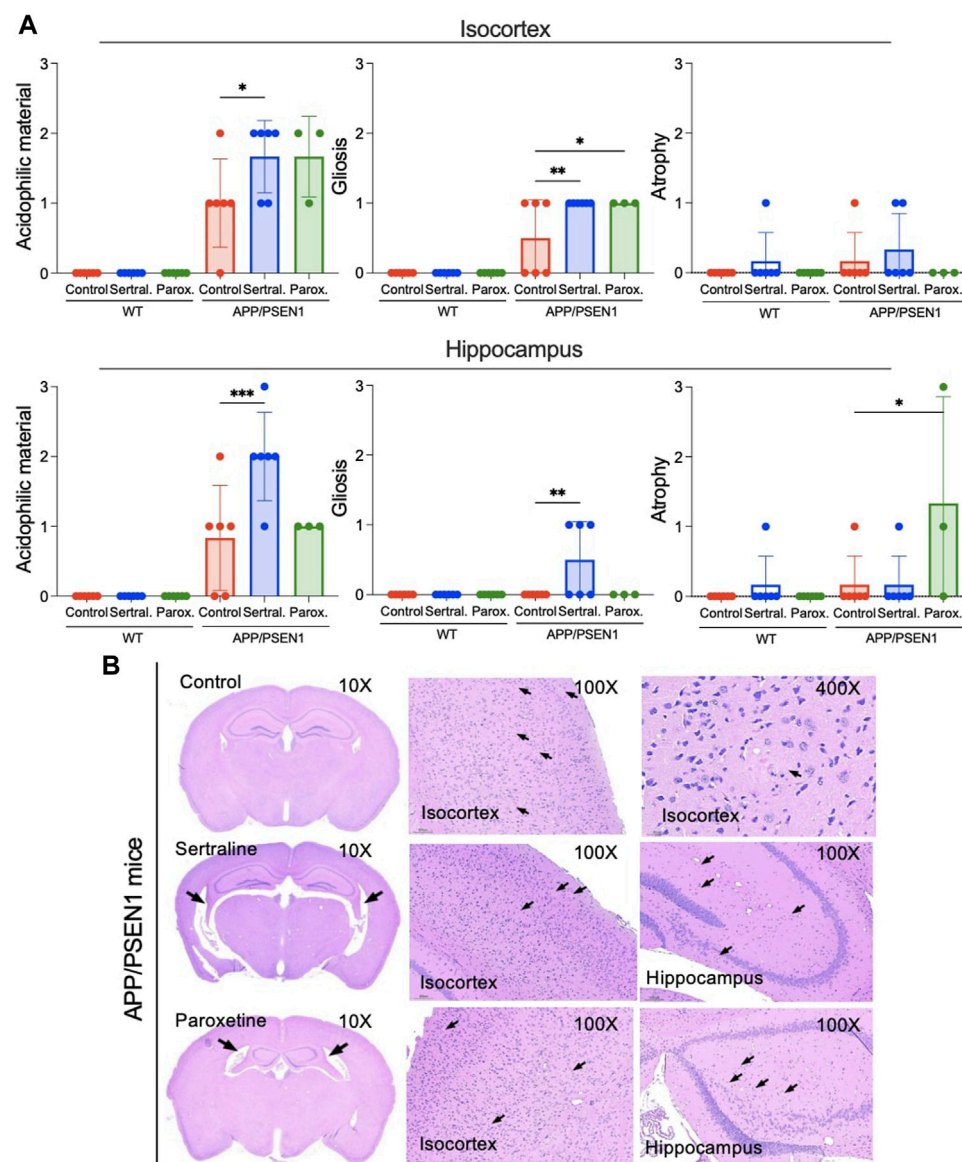 A
Isocortex
Acidophilic material
3
2
1
0
* 
Control Sertral. Parox. Control Sertral. Parox.
WT APP/PSEN1
Gliosis
3
2
1
0
*
**
Control Sertral. Parox. Control Sertral. Parox.
WT APP/PSEN1
Atrophy
3
2
1
0
Control Sertral. Parox. Control Sertral. Parox.
WT APP/PSEN1
Hippocampus
Acidophilic material
3
2
1
0
***
Control Sertral. Parox. Control Sertral. Parox.
WT APP/PSEN1
Gliosis
3
2
1
0
**
Control Sertral. Parox. Control Sertral. Parox.
WT APP/PSEN1
Atrophy
3
2
1
0
*
Control Sertral. Parox. Control Sertral. Parox.
WT APP/PSEN1
B
APP/PSEN1 mice
Control 10X
100X
Isocortex
400X
Isocortex
Sertraline 10X
100X
Isocortex
100X
Hippocampus
Paroxetine 10X
100X
Isocortex
100X
Hippocampus